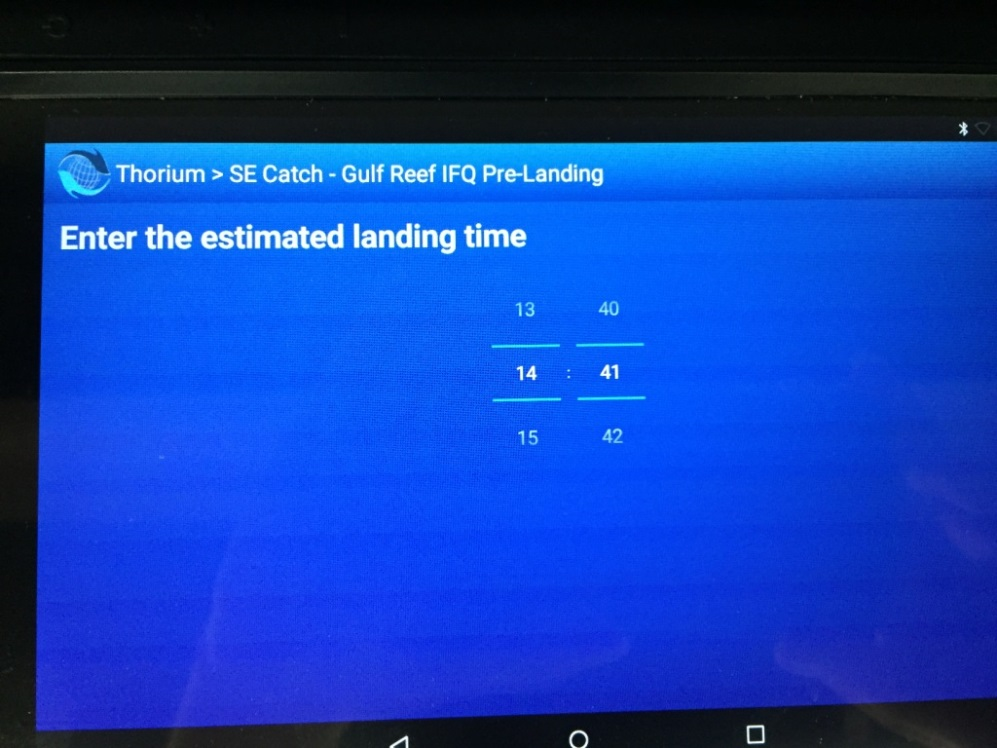 Thorium > SE Catch - Gulf Reef IFQ Pre-Landing
Enter the estimated landing time
13 40
14 : 41
15 42